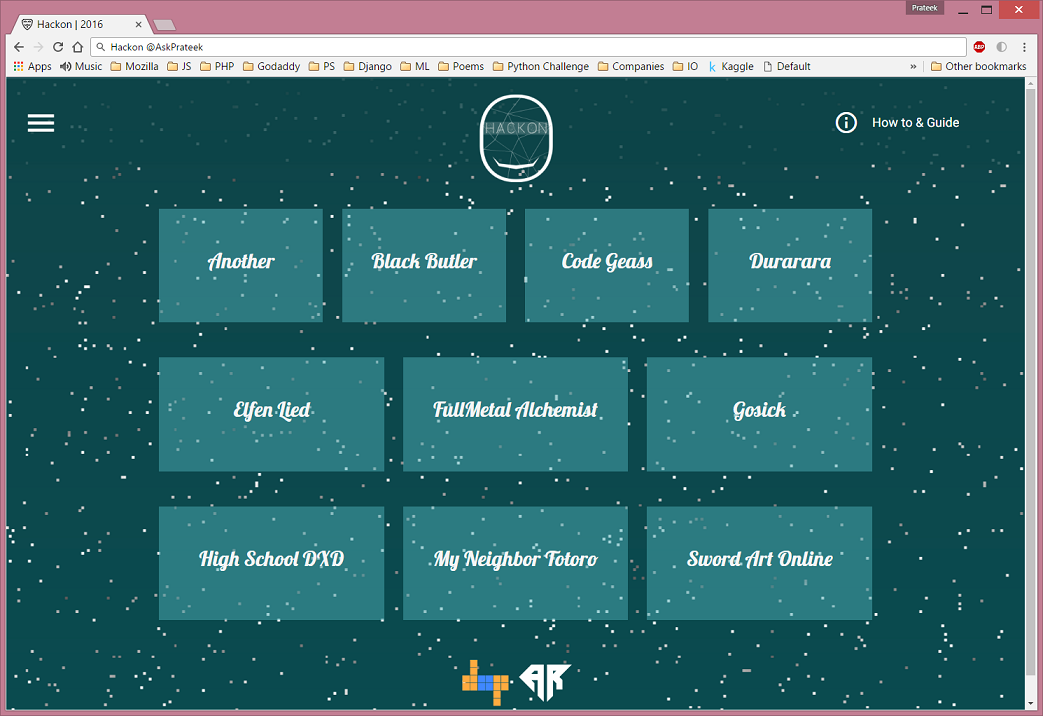 Prateek
Hackon | 2016
Hackon @AskPrateek
ABP
Apps Music Mozilla JS PHP Godaddy PS Django ML Poems Python Challenge Companies IO k Kaggle Default » Other bookmarks
HACKON
How to & Guide
Another Black Butler Code Geass Durarara
Elfen Lied FullMetal Alchemist Gosick
High School DXD My Neighbor Totoro Sword Art Online
AR